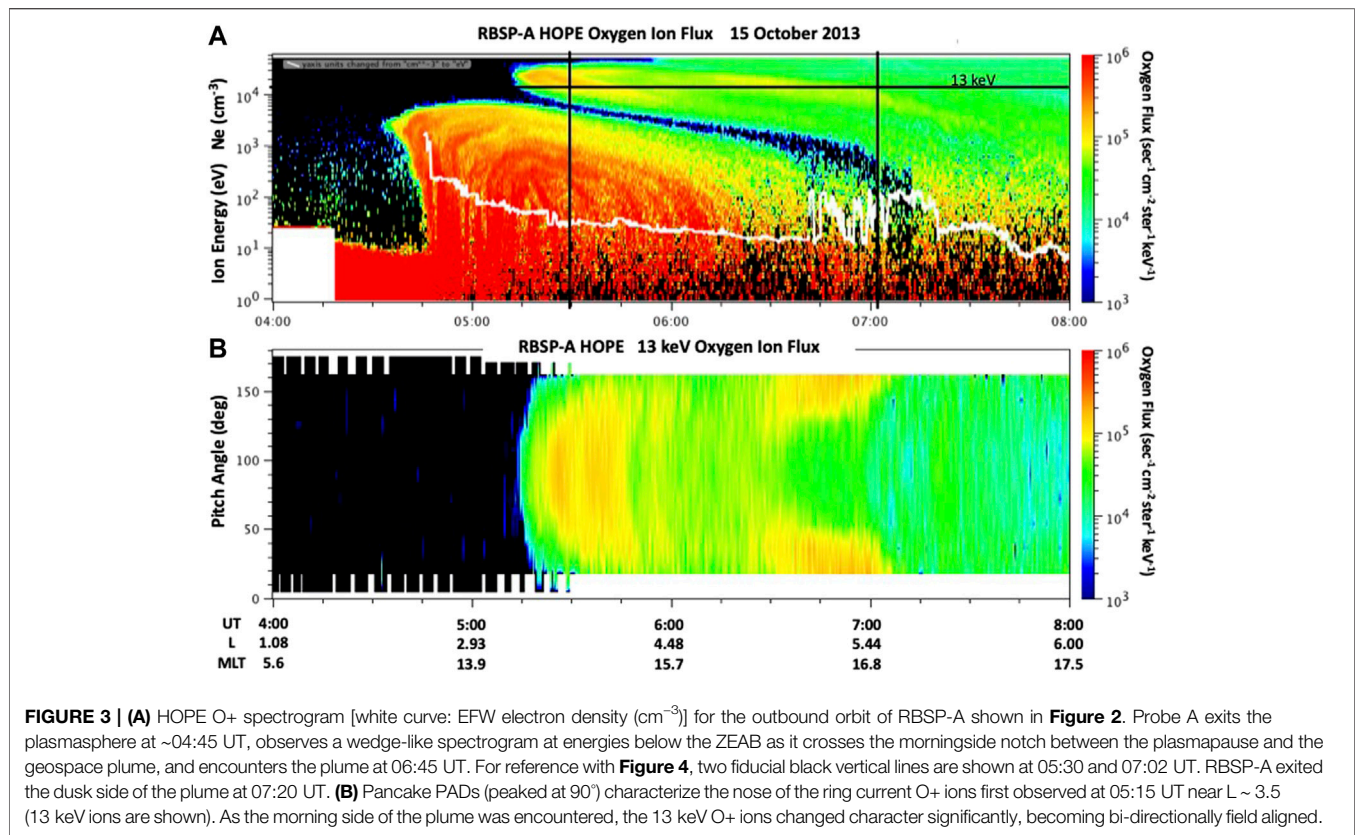 A
RBSP-A HOPE Oxygen Ion Flux 15 October 2013
yaxis units changed from "cm^-3" to "eV"
13 keV
Ion Energy (eV) Ne (cm⁻³)
10⁴
10³
10²
10¹
10⁰
04:00 05:00 06:00 07:00 08:00
10⁶
10⁵
10⁴
10³
Oxygen Flux (sec⁻¹ cm⁻² ster⁻¹ keV⁻¹)
B
RBSP-A HOPE 13 keV Oxygen Ion Flux
Pitch Angle (deg)
150
100
50
0
10⁶
10⁵
10⁴
10³
Oxygen Flux (sec⁻¹ cm⁻² ster⁻¹ keV⁻¹)
UT 4:00 5:00 6:00 7:00 8:00
L 1.08 2.93 4.48 5.44 6.00
MLT 5.6 13.9 15.7 16.8 17.5
FIGURE 3 | (A) HOPE O+ spectrogram [white curve: EFW electron density (cm⁻³)] for the outbound orbit of RBSP-A shown in Figure 2. Probe A exits the
plasmasphere at ~04:45 UT, observes a wedge-like spectrogram at energies below the ZEAB as it crosses the morningside notch between the plasmapause and the
geospace plume, and encounters the plume at 06:45 UT. For reference with Figure 4, two fiducial black vertical lines are shown at 05:30 and 07:02 UT. RBSP-A exited
the dusk side of the plume at 07:20 UT. (B) Pancake PADs (peaked at 90°) characterize the nose of the ring current O+ ions first observed at 05:15 UT near L ~ 3.5
(13 keV ions are shown). As the morning side of the plume was encountered, the 13 keV O+ ions changed character significantly, becoming bi-directionally field aligned.